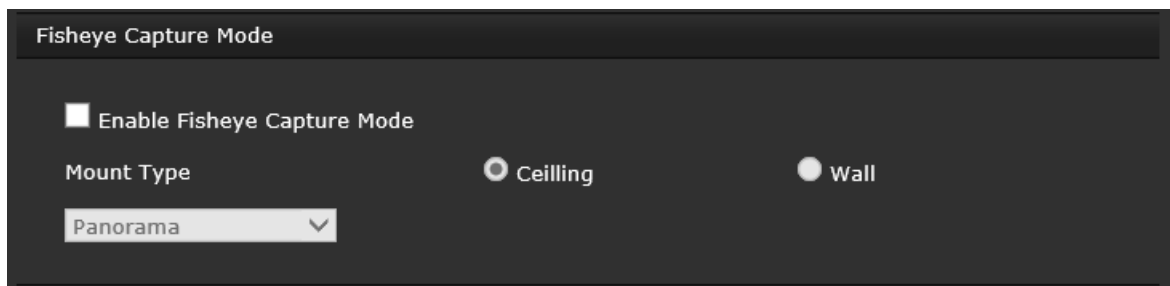 Fisheye Capture Mode
Enable Fisheye Capture Mode
Mount Type Ceilling Wall
Panorama